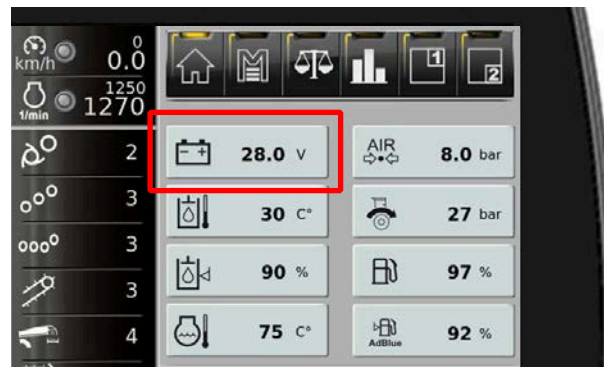 km/h 0
0.0
1/min 1250
1270
2
3
3
3
4
1
2
28.0 V
AIR 8.0 bar
30 C°
27 bar
90 %
97 %
75 C°
AdBlue 92 %